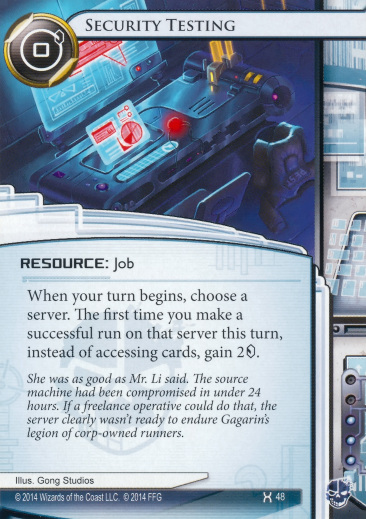 SECURITY TESTING
RESOURCE: Job
When your turn begins, choose a
server. The first time you make a
successful run on that server this turn,
instead of accessing cards, gain 2.
She was as good as Mr. Li said. The source
machine had been compromised in under 24
hours. If a freelance operative could do that, the
server clearly wasn't ready to endure Gagarin's
legion of corp-owned runners.
Illus. Gong Studios
© 2014 Wizards of the Coast LLC. © 2014 FFG
48